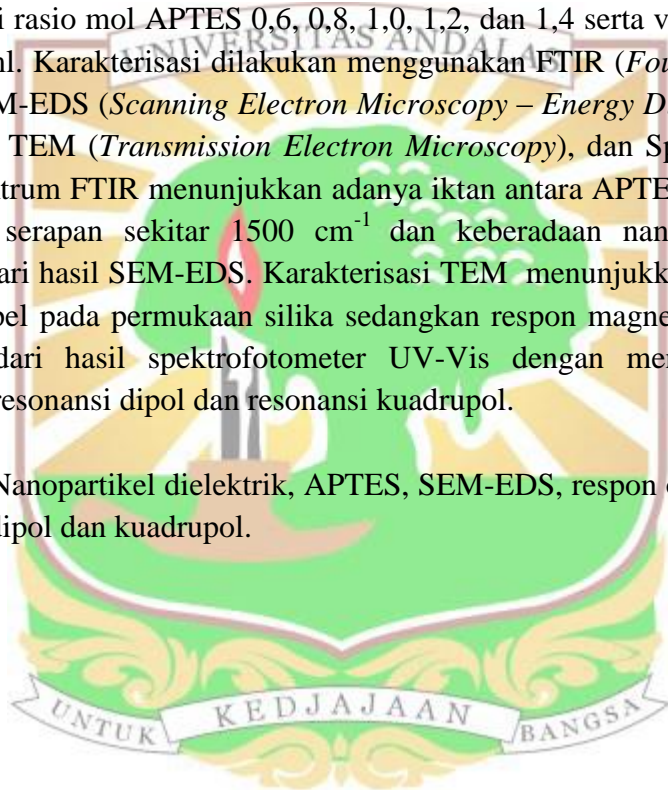 i rasio mol APTES 0,6, 0,8, 1,0, 1,2, dan 1,4 serta v
UNIVERSITAS ANDALAS
nl. Karakterisasi dilakukan menggunakan FTIR (Fou
M-EDS (Scanning Electron Microscopy – Energy D
TEM (Transmission Electron Microscopy), dan Sp
trum FTIR menunjukkan adanya iktan antara APTE
serapan sekitar 1500 cm⁻¹ dan keberadaan nan
ari hasil SEM-EDS. Karakterisasi TEM menunjukk
pel pada permukaan silika sedangkan respon magne
dari hasil spektrofotometer UV-Vis dengan me
resonansi dipol dan resonansi kuadrupol.
Nanopartikel dielektrik, APTES, SEM-EDS, respon
dipol dan kuadrupol.
UNTUK KEDJAJAAN BANGSA